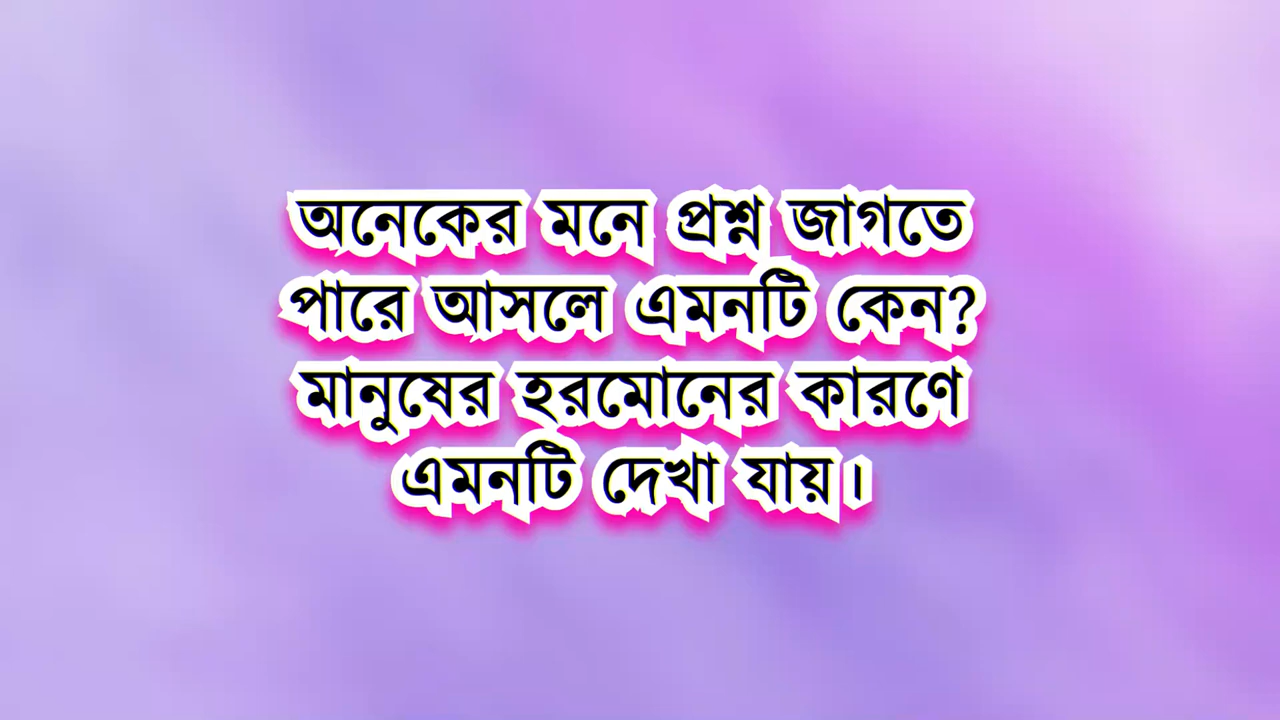 অনেকের মনে প্রশ্ন জাগতে
পারে আসলে এমনটি কেন?
মানুষের হরমোনের কারণে
এমনটি দেখা যায়।